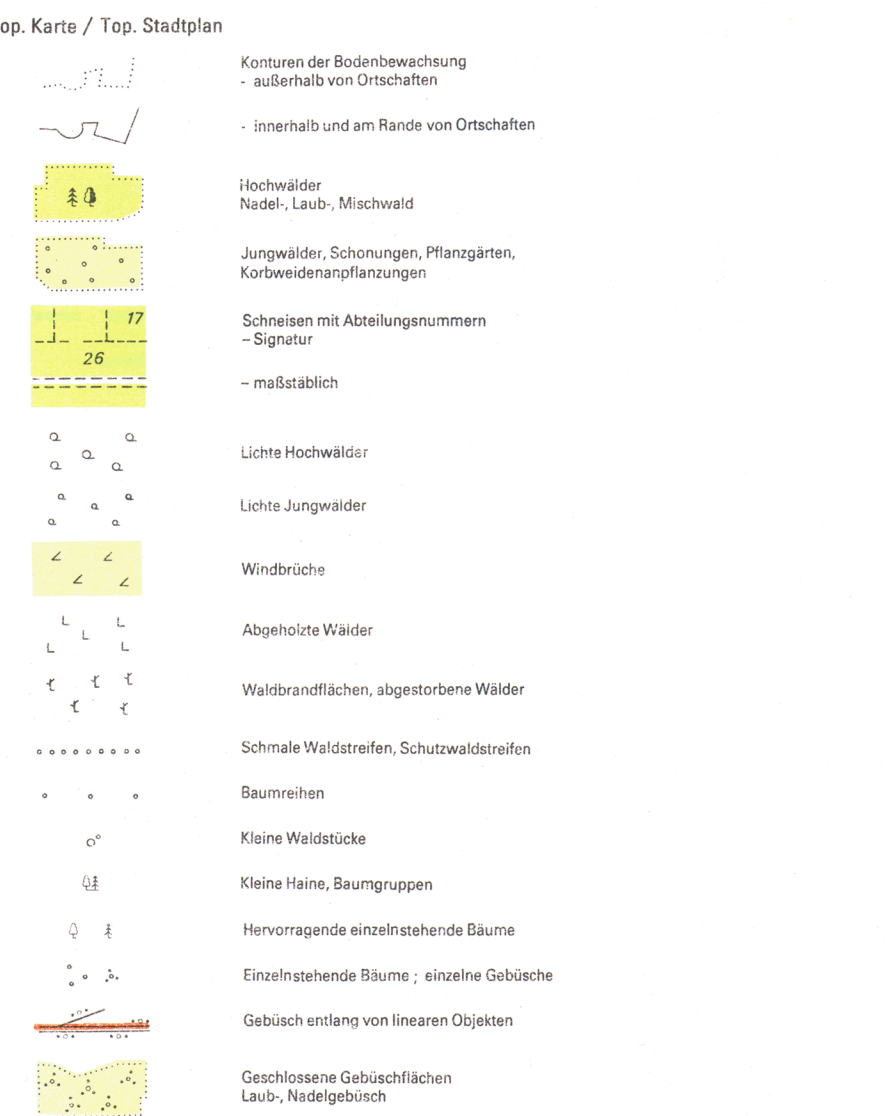 op. Karte / Top. Stadtplan
Konturen der Bodenbewachsung
- außerhalb von Ortschaften
- innerhalb und am Rande von Ortschaften
Hochwälder
Nadel-, Laub-, Mischwald
Jungwälder, Schonungen, Pflanzgärten,
Korbweidenanpflanzungen
17
26
Schneisen mit Abteilungsnummern
– Signatur
– maßstäblich
Lichte Hochwälder
Lichte Jungwälder
Windbrüche
Abgeholzte Wälder
Waldbrandflächen, abgestorbene Wälder
Schmale Waldstreifen, Schutzwaldstreifen
Baumreihen
Kleine Waldstücke
Kleine Haine, Baumgruppen
Hervorragende einzelnstehende Bäume
Einzelnstehende Bäume ; einzelne Gebüsche
Gebüsch entlang von linearen Objekten
Geschlossene Gebüschflächen
Laub-, Nadelgebüsch